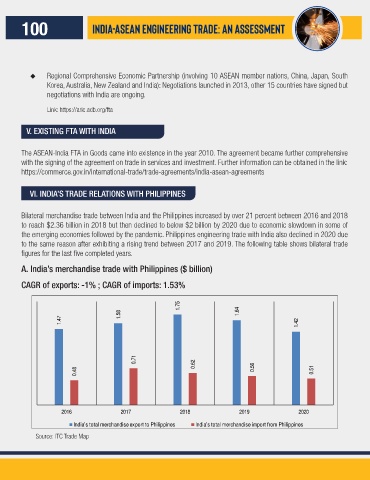 100
INDIA-ASEAN ENGINEERING TRADE: AN ASSESSMENT
◆ Regional Comprehensive Economic Partnership (involving 10 ASEAN member nations, China, Japan, South
Korea, Australia, New Zealand and India): Negotiations launched in 2013, other 15 countries have signed but
negotiations with India are ongoing.
Link: https://aric.adb.org/fta
V. EXISTING FTA WITH INDIA
The ASEAN-India FTA in Goods came into existence in the year 2010. The agreement became further comprehensive
with the signing of the agreement on trade in services and investment. Further information can be obtained in the link:
https://commerce.gov.in/international-trade/trade-agreements/india-asean-agreements
VI. INDIA'S TRADE RELATIONS WITH PHILIPPINES
Bilateral merchandise trade between India and the Philippines increased by over 21 percent between 2016 and 2018
to reach $2.36 billion in 2018 but then declined to below $2 billion by 2020 due to economic slowdown in some of
the emerging economies followed by the pandemic. Philippines engineering trade with India also declined in 2020 due
to the same reason after exhibiting a rising trend between 2017 and 2019. The following table shows bilateral trade
figures for the last five completed years.
A. India's merchandise trade with Philippines ($ billion)
CAGR of exports: -1% ; CAGR of imports: 1.53%
1.47 0.48 1.58 0.71 1.75 0.62 1.64 0.58 1.42 0.51
2016 2017 2018 2019 2020
India's total merchandise export to Philippines India's total merchandise import from Philippines
Source: ITC Trade Map